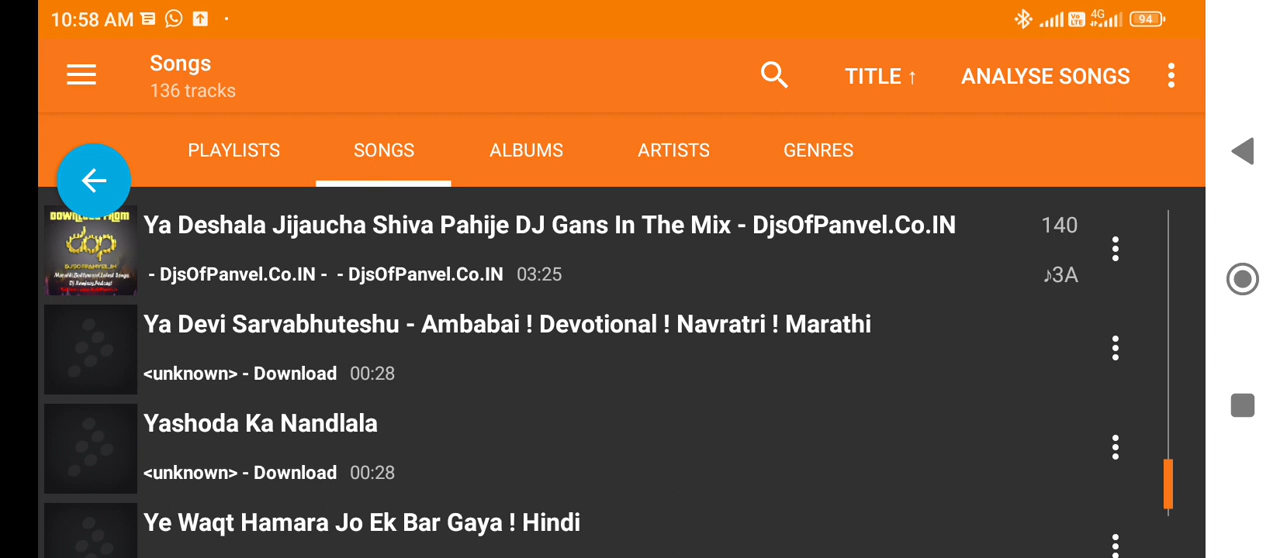 10:58 AM
Vo LTE 4G 94
Songs
136 tracks
TITLE ↑
ANALYSE SONGS
PLAYLISTS
SONGS
ALBUMS
ARTISTS
GENRES
Ya Deshala Jijaucha Shiva Pahije DJ Gans In The Mix - DjsOfPanvel.Co.IN
140
- DjsOfPanvel.Co.IN -  - DjsOfPanvel.Co.IN 03:25
♪3A
Ya Devi Sarvabhuteshu - Ambabai ! Devotional ! Navratri ! Marathi
<unknown> - Download 00:28
Yashoda Ka Nandlala
<unknown> - Download 00:28
Ye Waqt Hamara Jo Ek Bar Gaya ! Hindi